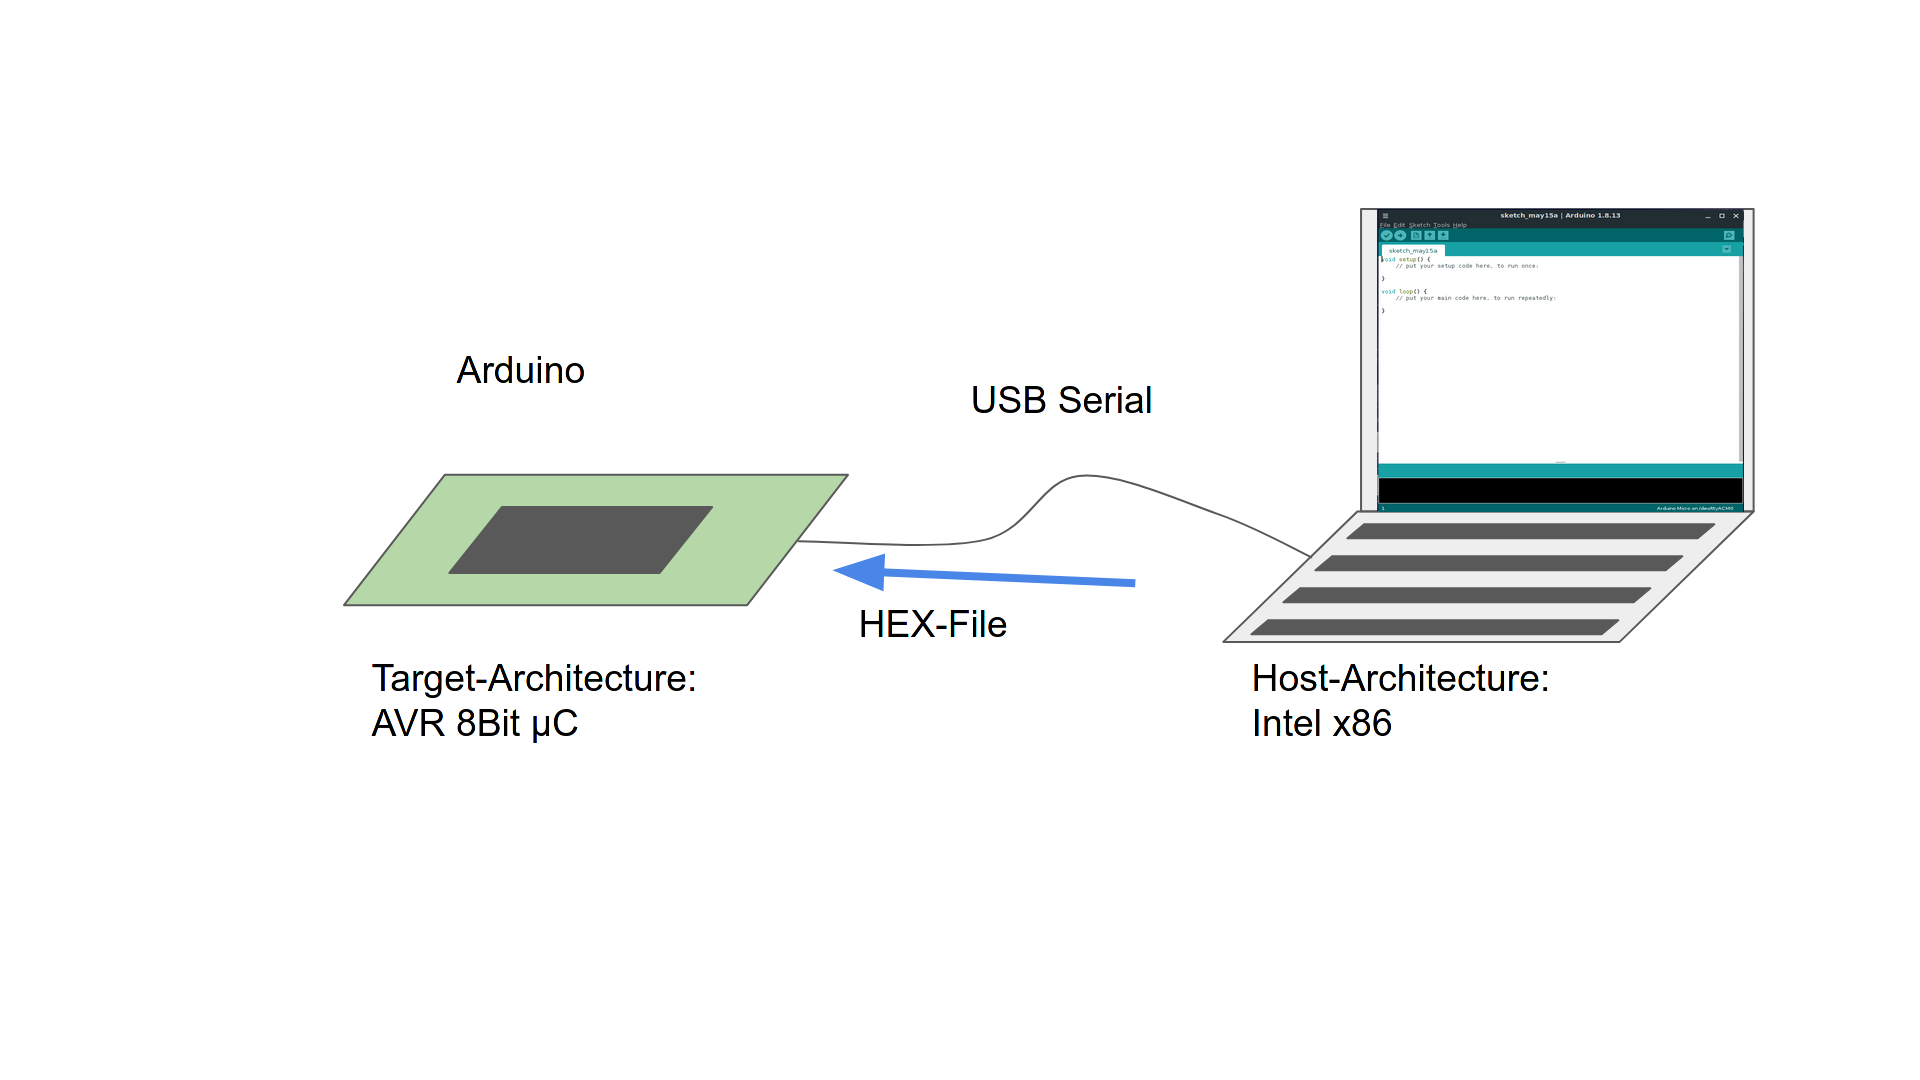 sketch_may15a | Arduino 1.8.13
File Edit Sketch Tools Help
sketch_may15a
void setup() {
// put your setup code here, to run once:
}
void loop() {
// put your main code here, to run repeatedly:
}
1
Arduino Micro on /dev/ttyACM0
Arduino
USB Serial
HEX-File
Target-Architecture:
AVR 8Bit µC
Host-Architecture:
Intel x86